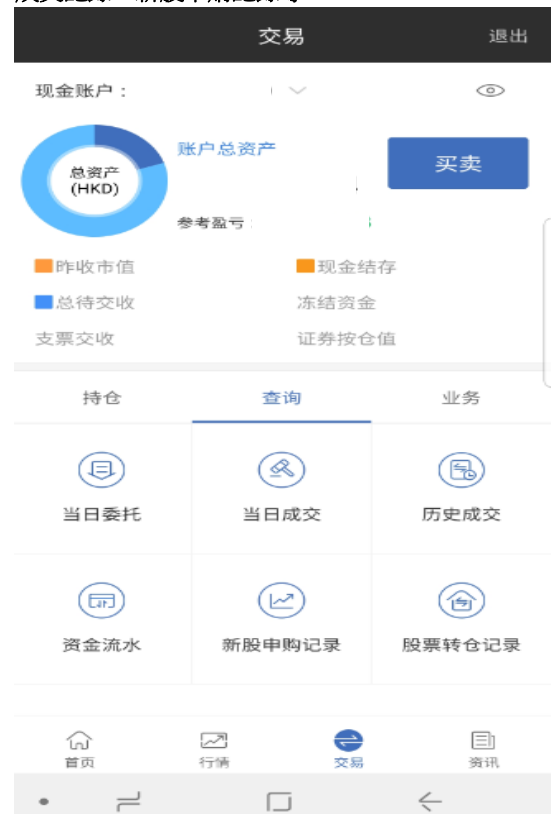 交易 退出
现金账户：
总资产
(HKD)
账户总资产
买卖
参考盈亏：
昨收市值 现金结存
总待交收 冻结资金
支票交收 证券按仓值
持仓 查询 业务
当日委托 当日成交 历史成交
资金流水 新股申购记录 股票转仓记录
首页 行情 交易 资讯